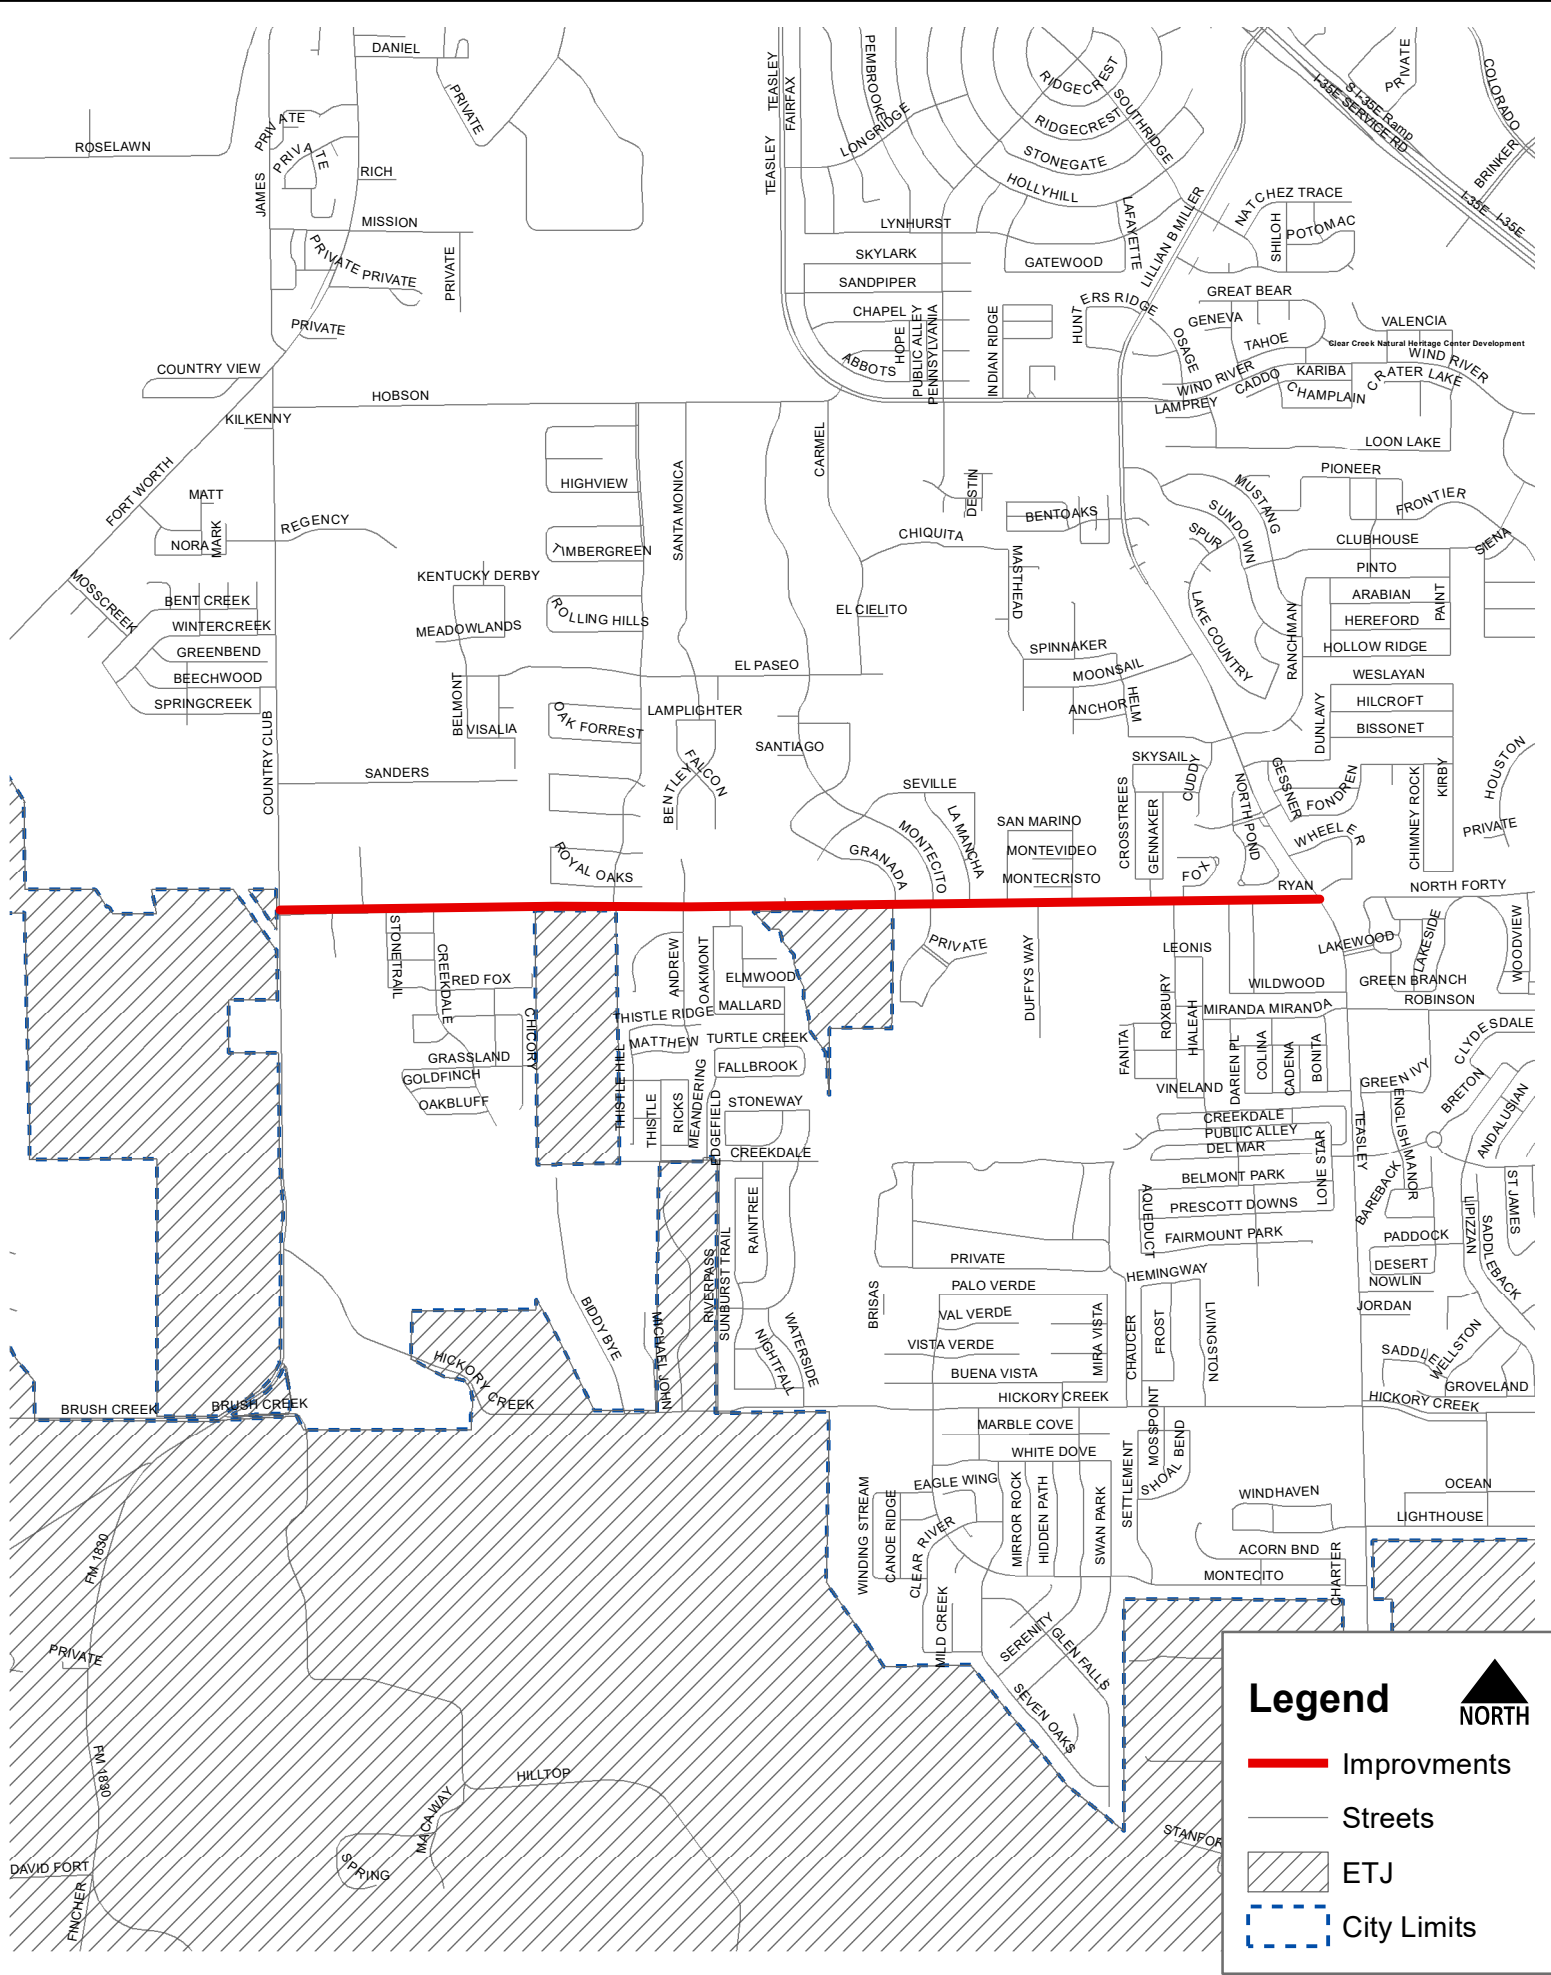 DANIEL
TEASLEY
FAIRFAX
PEMBROOKE
RIDGECREST
PRIVATE
COLORADO
S I-35E Ramp
I-35E SERVICE RD
PRIVATE
PRIVATE
SOUTHRIDGE
RIDGECREST
LONGRIDGE
ROSELAWN
PRIVATE
STONEGATE
BRINKER
RICH
TEASLEY
JAMES
HOLLYHILL
NATCHEZ TRACE
I-35E
I-35E
MISSION
LYNHURST
LAFAYETTE
LILLIAN B MILLER
SHILOH
POTOMAC
PRIVATE
PRIVATE
PRIVATE
SKYLARK
GATEWOOD
SANDPIPER
GREAT BEAR
ERS RIDGE
HUNT
CHAPEL
HOPE
PUBLIC ALLEY
PENNSYLVANIA
INDIAN RIDGE
GENEVA
OSAGE
TAHOE
VALENCIA
PRIVATE
Clear Creek Natural Heritage Center Development
WIND RIVER
COUNTRY VIEW
ABBOTS
WIND RIVER
CADDO
KARIBA
CRATER LAKE
CHAMPLAIN
HOBSON
LAMPREY
KILKENNY
LOON LAKE
CARMEL
FORT WORTH
SANTA MONICA
HIGHVIEW
PIONEER
MATT
MARK
DESTIN
MUSTANG
FRONTIER
REGENCY
BENTOAKS
SUNDOWN
SPUR
NORA
TIMBERGREEN
CHIQUITA
CLUBHOUSE
SIENA
MASTHEAD
PINTO
MOSSCREEK
KENTUCKY DERBY
BENT CREEK
ROLLING HILLS
EL CIELITO
LAKE COUNTRY
ARABIAN
PAINT
WINTERCREEK
MEADOWLANDS
HEREFORD
RANCHMAN
GREENBEND
SPINNAKER
HOLLOW RIDGE
BEECHWOOD
EL PASEO
MOONSAIL
WESLAYAN
SPRINGCREEK
BELMONT
OAK FORREST
LAMPLIGHTER
ANCHOR
HELM
HILCROFT
VISALIA
DUNLAVY
BISSONET
COUNTRY CLUB
SANTIAGO
SKYSAIL
CUDDY
GESSNER
FONDREN
CHIMNEY ROCK
KIRBY
HOUSTON
SANDERS
BENTLEY
FALCON
SEVILLE
CROSSTREES
GENNAKER
NORTH POND
LA MANCHA
SAN MARINO
MONTECITO
WHEELER
PRIVATE
ROYAL OAKS
GRANADA
MONTEVIDEO
MONTECRISTO
FOX
RYAN
NORTH FORTY
STONETRAIL
CREEKDALE
ANDREW
OAKMONT
PRIVATE
DUFFYS WAY
LEONIS
LAKEWOOD
LAKESIDE
WOODVIEW
RED FOX
ELMWOOD
WILDWOOD
GREEN BRANCH
MALLARD
ROBINSON
CHICORY
THISTLE RIDGE
ROXBURY
HIALEAH
MIRANDA MIRANDA
MATTHEW
TURTLE CREEK
CLYDESDALE
GRASSLAND
FALLBROOK
FANITA
DARIEN PL
COLINA
CADENA
BONITA
GOLDFINCH
THISTLE HILL
GREEN IVY
OAKBLUFF
THISTLE
RICKS
MEANDERING
EDGEFIELD
STONEWAY
VINELAND
BRETON
ANDALUSIAN
CREEKDALE
PUBLIC ALLEY
DEL MAR
TEASLEY
ENGLISH MANOR
CREEKDALE
BELMONT PARK
LONE STAR
BAREBACK
AQUEDUCT
PRESCOTT DOWNS
LIPIZZAN
ST JAMES
RAINTREE
FAIRMOUNT PARK
PADDOCK
SADDLEBACK
RIVERPASS
SUNBURST TRAIL
PRIVATE
DESERT
HEMINGWAY
NOWLIN
PALO VERDE
BRISAS
JORDAN
BIDDY BYE
MICHAEL JOHN
VAL VERDE
MIRA VISTA
CHAUCER
FROST
LIVINGSTON
WATERSIDE
NIGHTFALL
VISTA VERDE
SADDLE
WELLSTON
HICKORY CREEK
BUENA VISTA
GROVELAND
BRUSH CREEK
BRUSH CREEK
HICKORY CREEK
HICKORY CREEK
MARBLE COVE
MOSSPOINT
SHOAL BEND
WHITE DOVE
SETTLEMENT
EAGLE WING
OCEAN
WINDHAVEN
WINDING STREAM
CANOE RIDGE
CLEAR RIVER
MIRROR ROCK
HIDDEN PATH
SWAN PARK
LIGHTHOUSE
FM 1830
ACORN BND
MONTECITO
CHARTER
MILD CREEK
SERENITY
GLEN FALLS
PRIVATE
SEVEN OAKS
Legend
NORTH
Improvments
Streets
ETJ
City Limits
FM 1830
HILLTOP
MACAWAY
SPRING
STANFOR
DAVID FORT
FINCHER